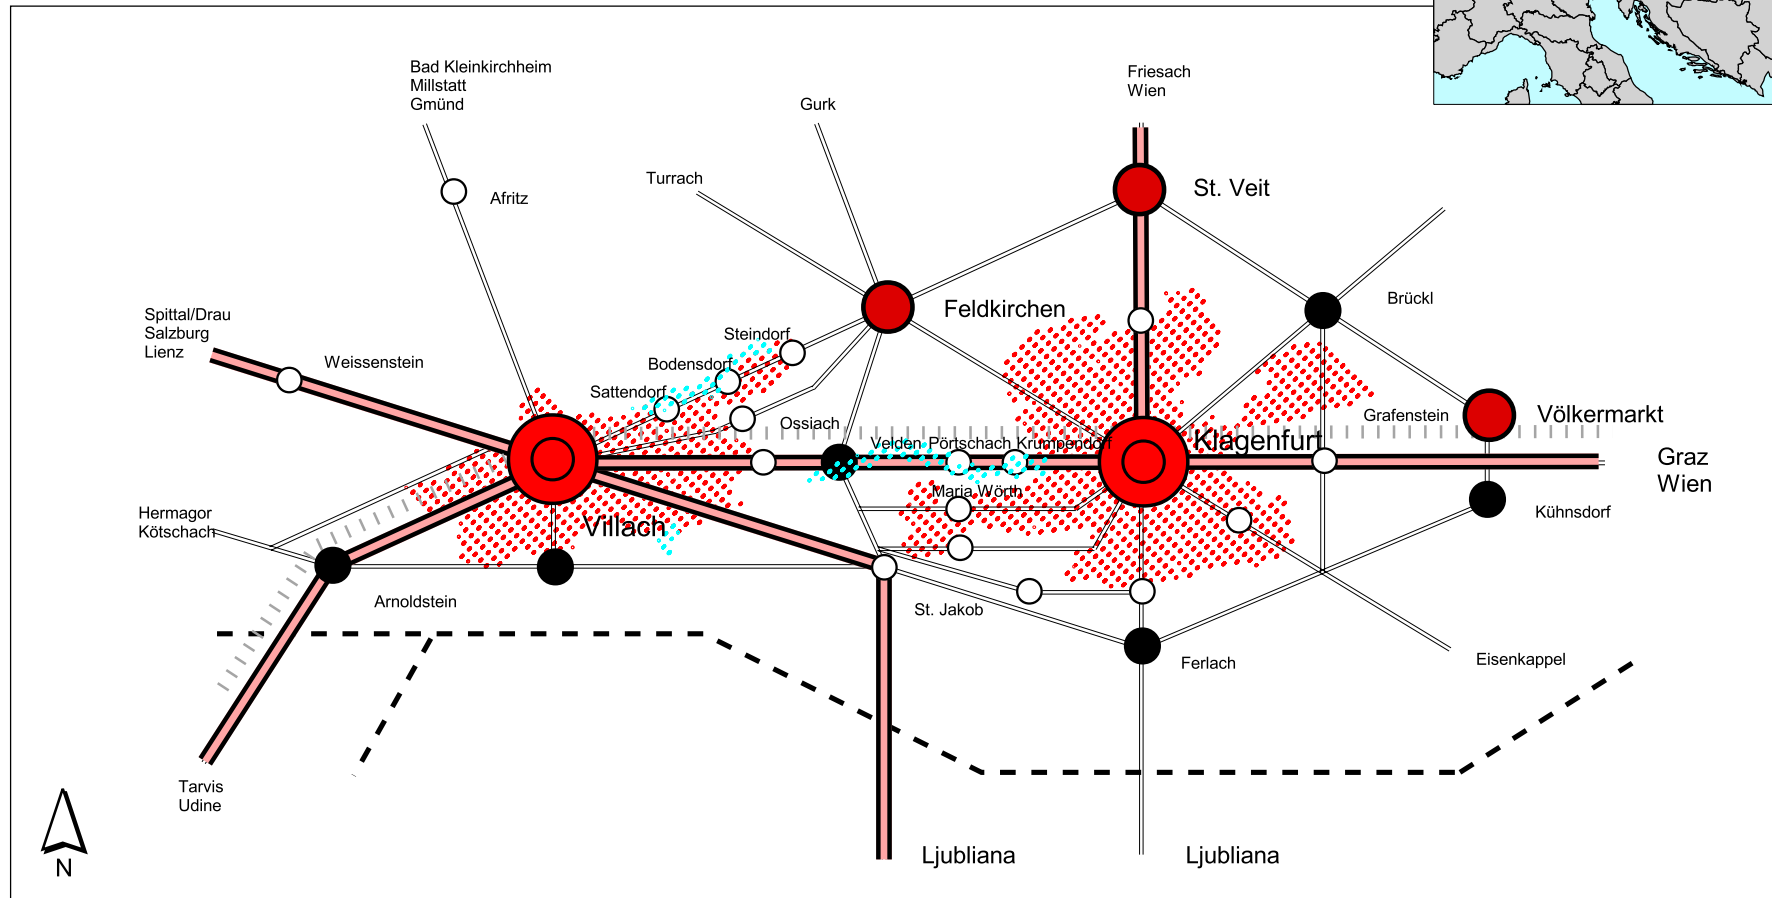 Bad Kleinkirchheim
Millstatt
Gmünd
Gurk
Friesach
Wien
Turrach
Afritz
St. Veit
Spittal/Drau
Salzburg
Lienz
Weissenstein
Steindorf
Bodensdorf
Sattendorf
Feldkirchen
Brückl
Ossiach
Grafenstein
Völkermarkt
Velden Pörtschach Krumpendorf
Klagenfurt
Graz
Wien
Maria Wörth
Hermagor
Kötschach
Villach
Kühnsdorf
Arnoldstein
St. Jakob
Ferlach
Eisenkappel
Tarvis
Udine
Ljubliana
Ljubliana
N